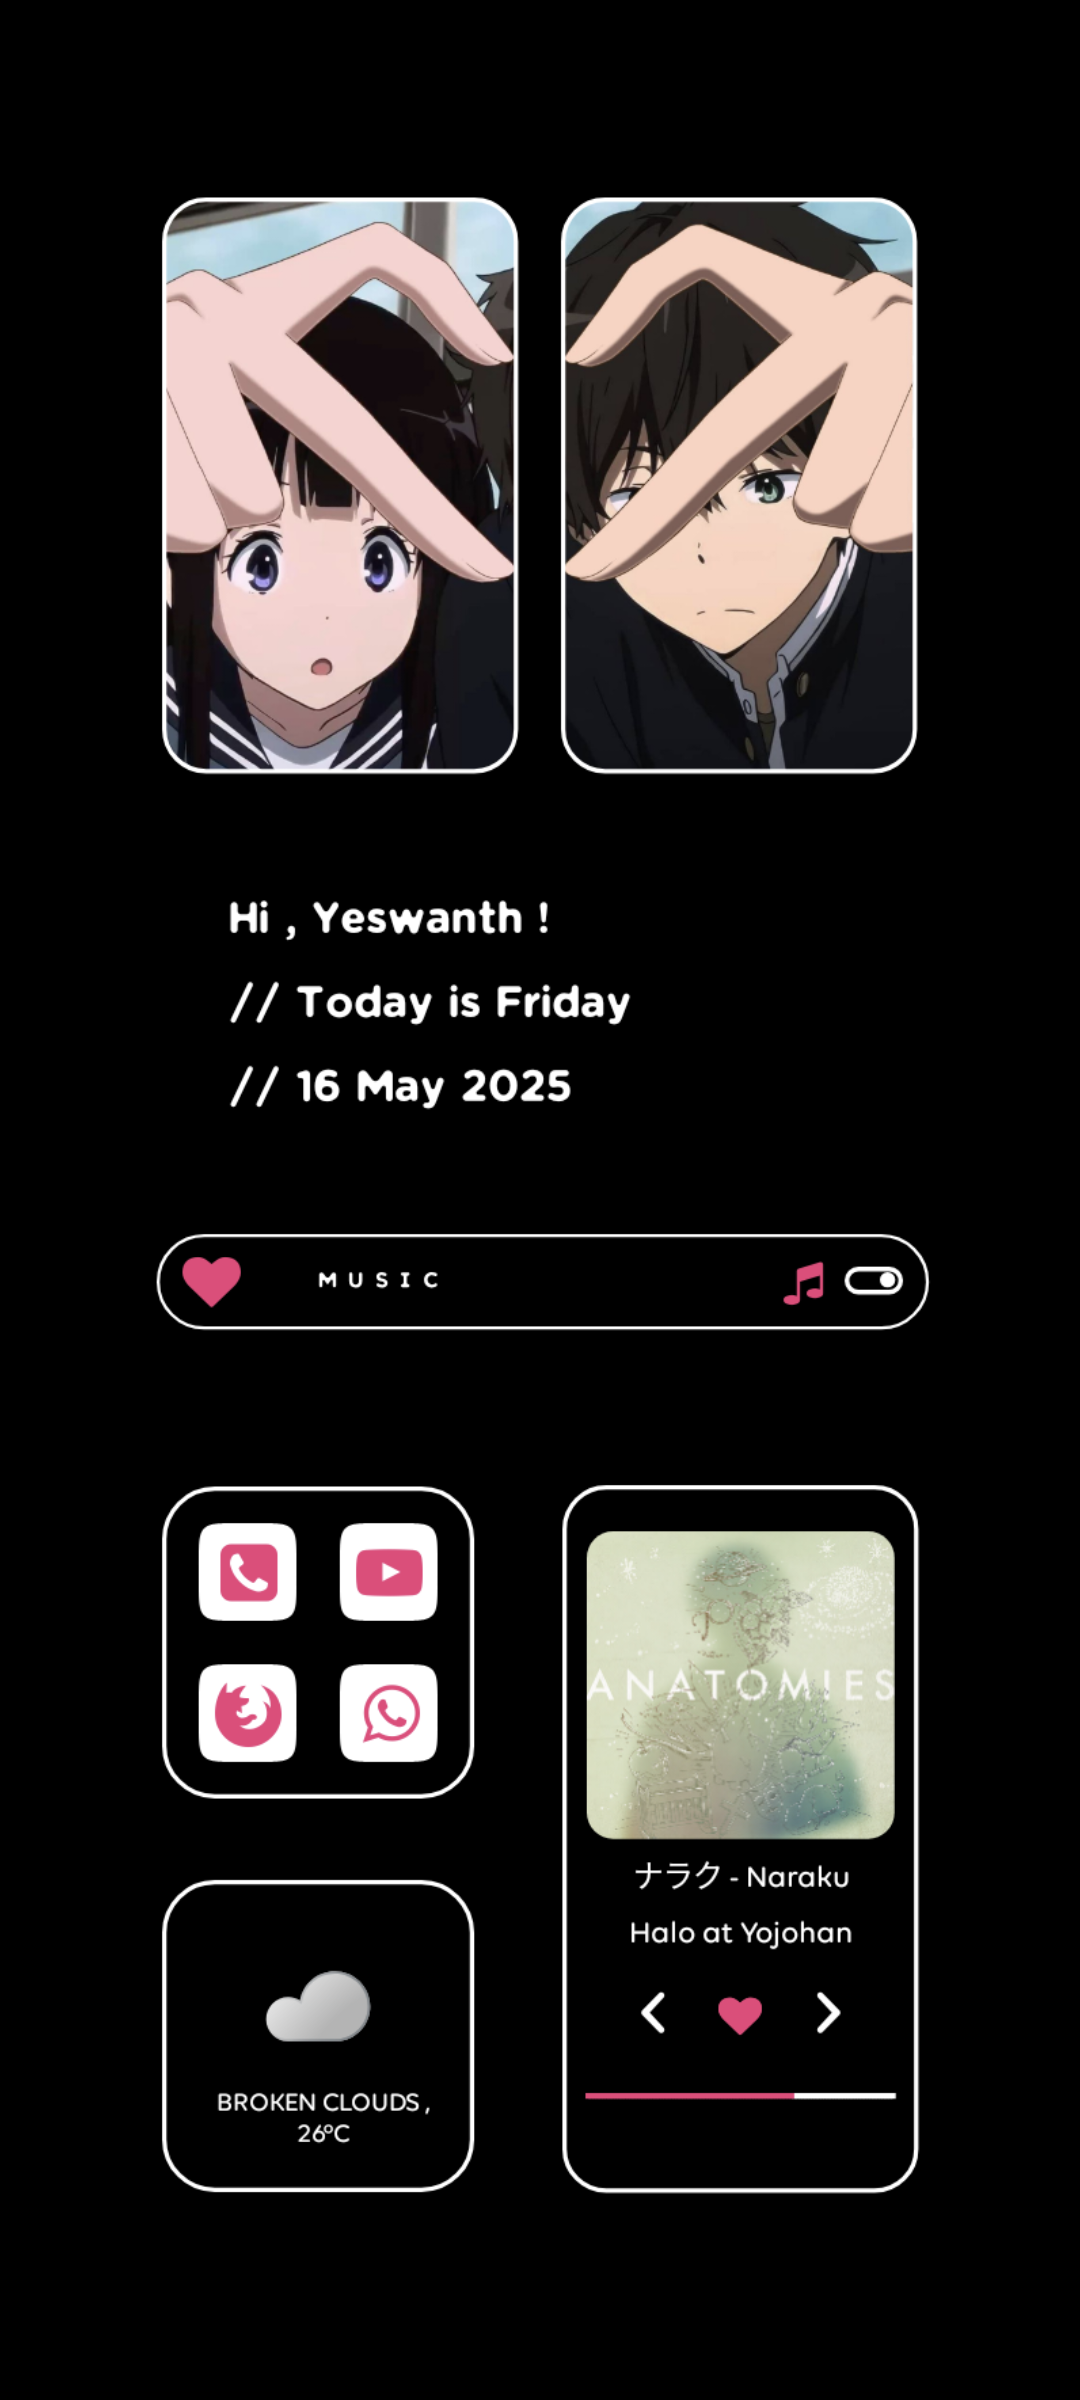 Hi , Yeswanth !
// Today is Friday
// 16 May 2025
MUSIC
ANATOMIES
ナラク - Naraku
Halo at Yojohan
BROKEN CLOUDS ,
26°C